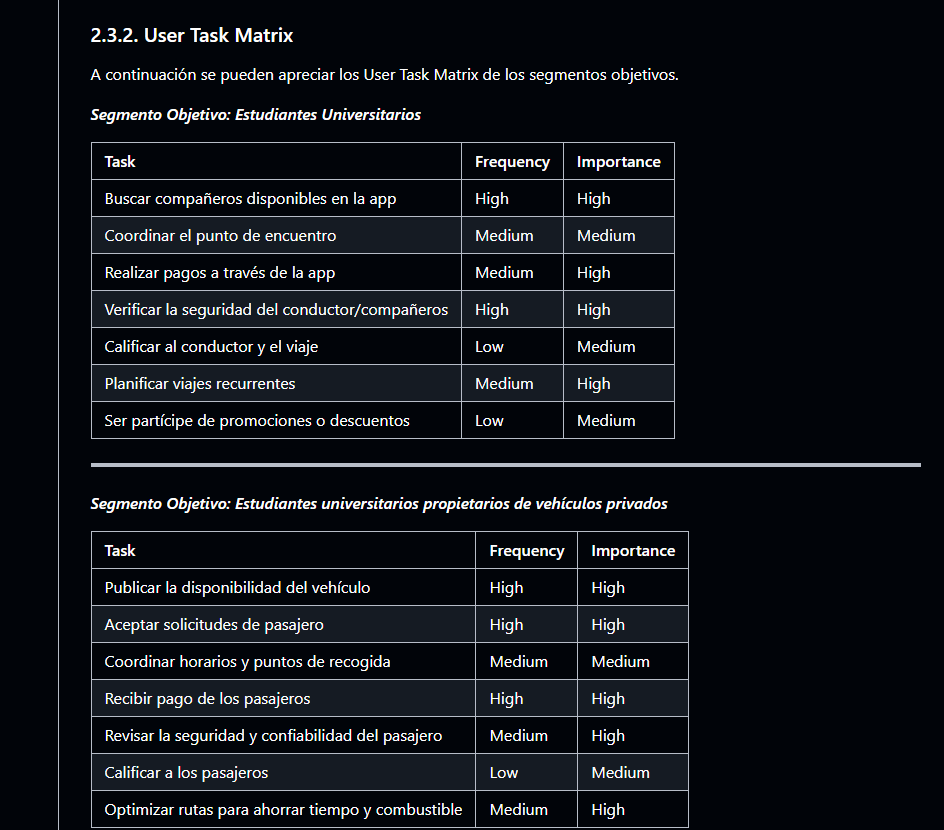 2.3.2. User Task Matrix
A continuación se pueden apreciar los User Task Matrix de los segmentos objetivos.
Segmento Objetivo: Estudiantes Universitarios
Task Frequency Importance
Buscar compañeros disponibles en la app High High
Coordinar el punto de encuentro Medium Medium
Realizar pagos a través de la app Medium High
Verificar la seguridad del conductor/compañeros High High
Calificar al conductor y el viaje Low Medium
Planificar viajes recurrentes Medium High
Ser partícipe de promociones o descuentos Low Medium
Segmento Objetivo: Estudiantes universitarios propietarios de vehículos privados
Task Frequency Importance
Publicar la disponibilidad del vehículo High High
Aceptar solicitudes de pasajero High High
Coordinar horarios y puntos de recogida Medium Medium
Recibir pago de los pasajeros High High
Revisar la seguridad y confiabilidad del pasajero Medium High
Calificar a los pasajeros Low Medium
Optimizar rutas para ahorrar tiempo y combustible Medium High